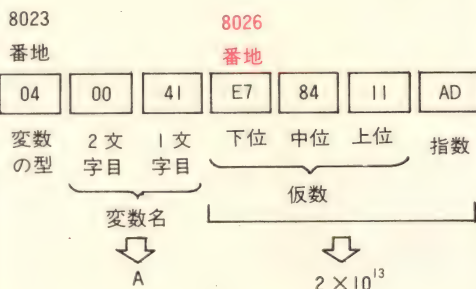 8023 8026
番地 番地
04 00 41 E7 84 11 AD
変数 2文 1文 下位 中位 上位 指数
の型 字目 字目
仮数
変数名
A 2×10¹³